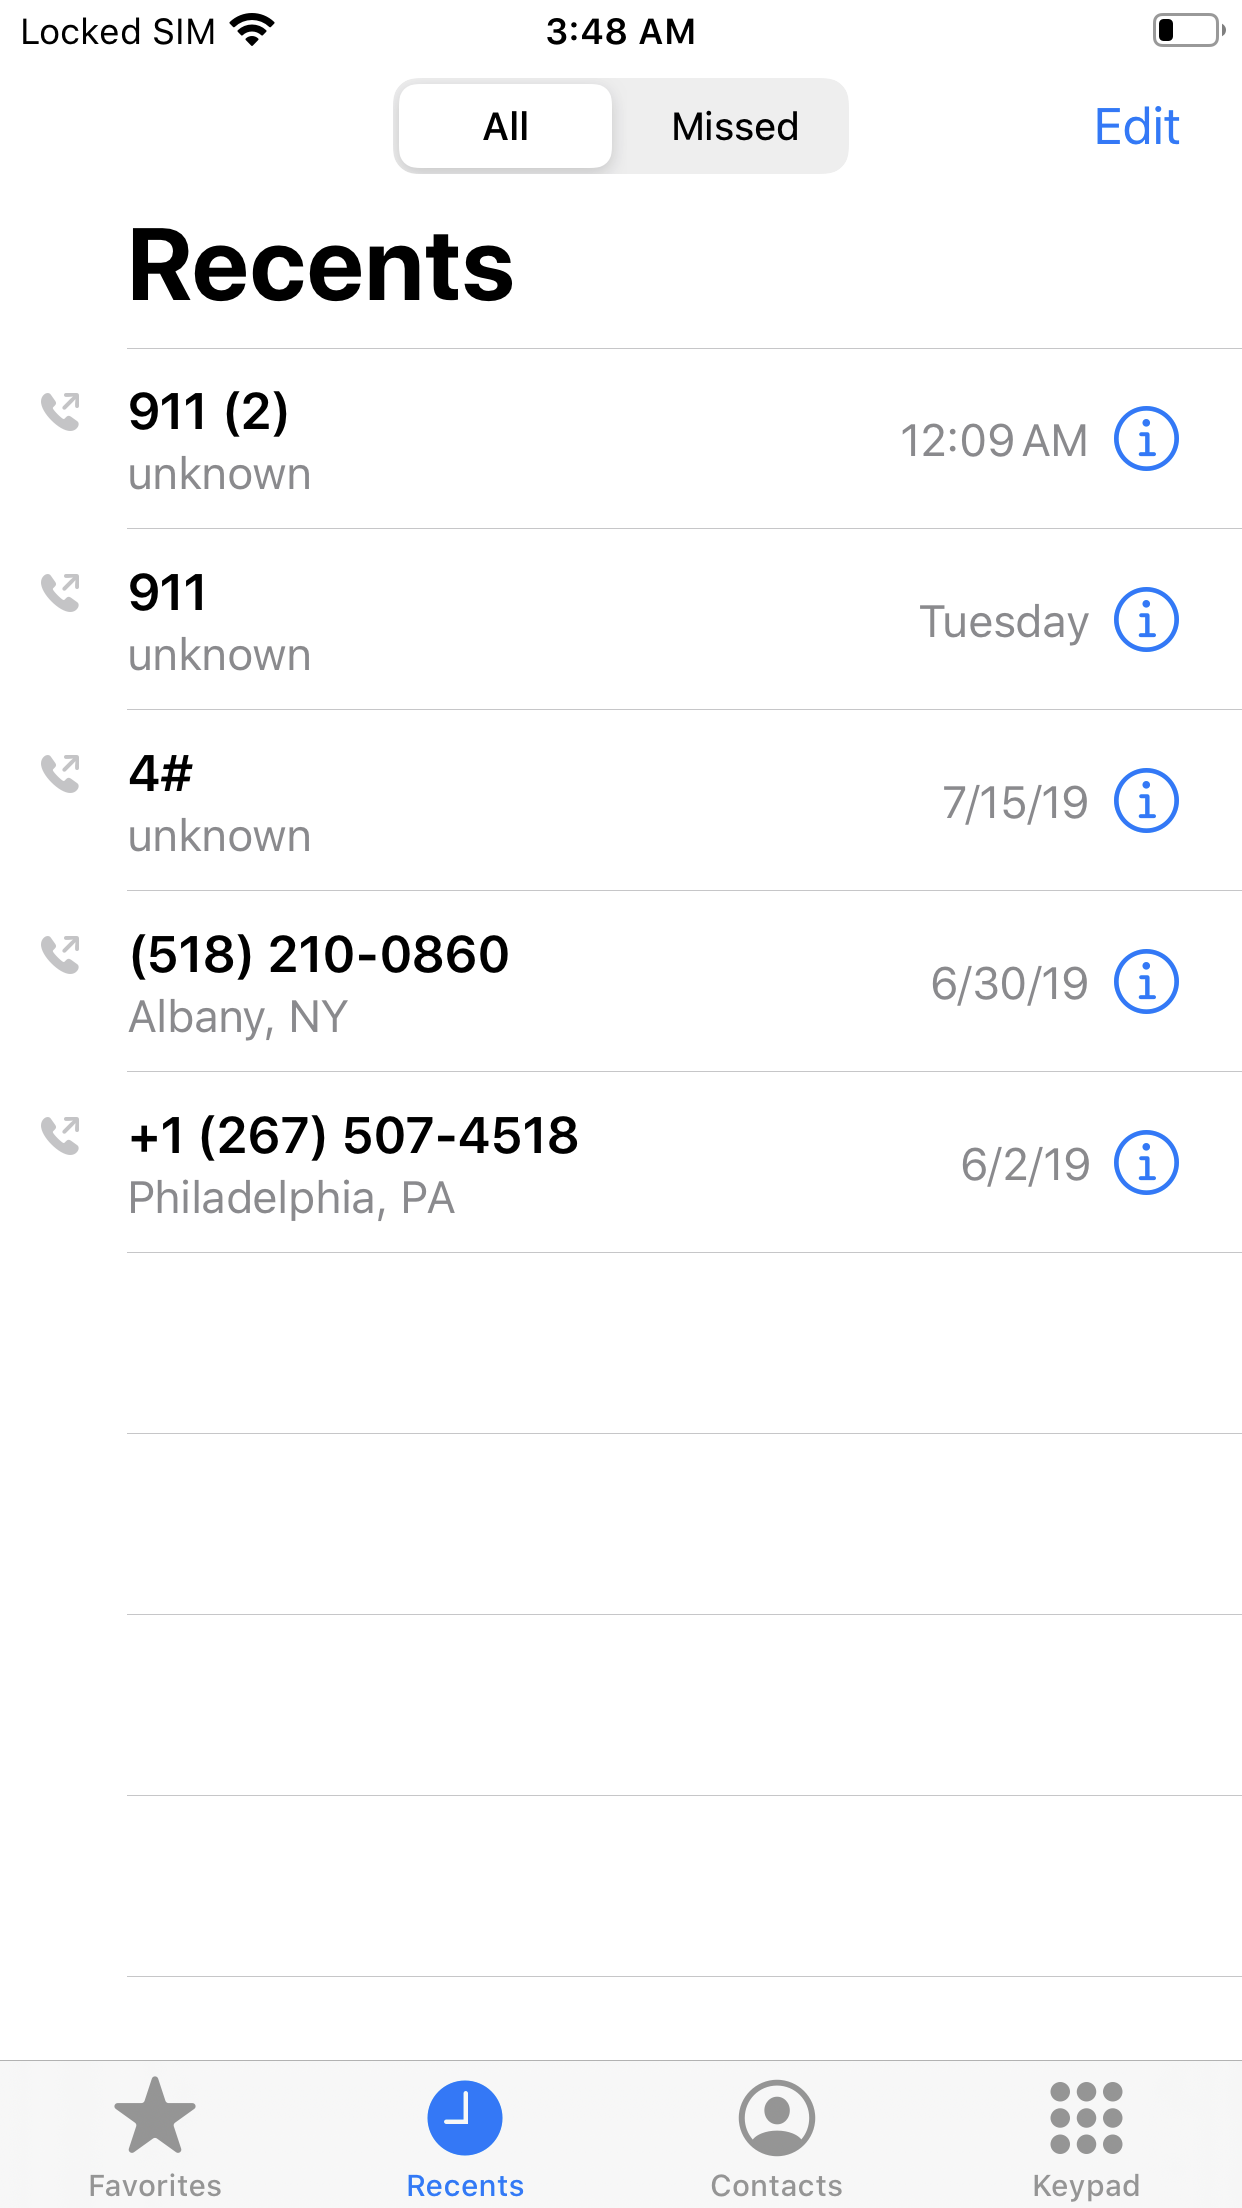 Locked SIM 3:48 AM
All Missed Edit
Recents
911 (2)
unknown
12:09 AM
911
unknown
Tuesday
4#
unknown
7/15/19
(518) 210-0860
Albany, NY
6/30/19
+1 (267) 507-4518
Philadelphia, PA
6/2/19
Favorites Recents Contacts Keypad